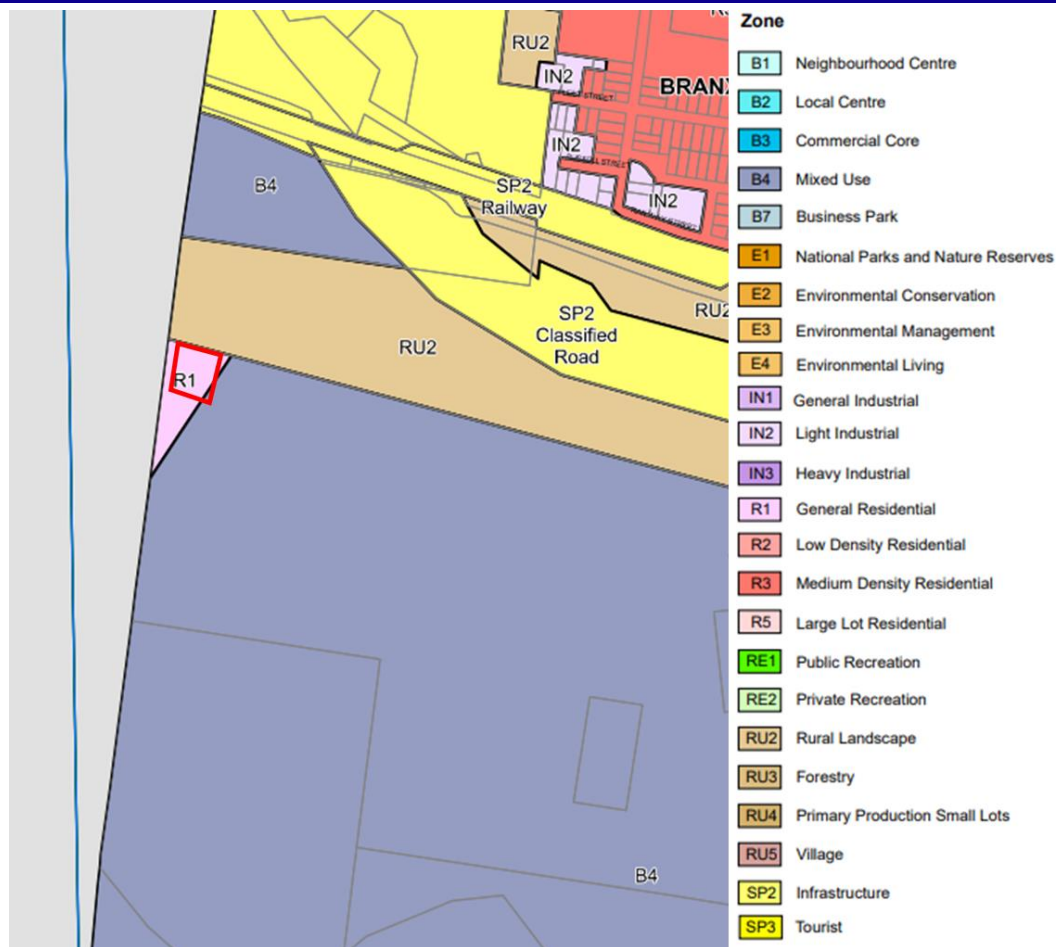 RU2
IN2
BRANX
IN2
SP2
Railway
IN2
B4
RU2
SP2
Classified
Road
RU2
R1
B4
Zone
B1 Neighbourhood Centre
B2 Local Centre
B3 Commercial Core
B4 Mixed Use
B7 Business Park
E1 National Parks and Nature Reserves
E2 Environmental Conservation
E3 Environmental Management
E4 Environmental Living
IN1 General Industrial
IN2 Light Industrial
IN3 Heavy Industrial
R1 General Residential
R2 Low Density Residential
R3 Medium Density Residential
R5 Large Lot Residential
RE1 Public Recreation
RE2 Private Recreation
RU2 Rural Landscape
RU3 Forestry
RU4 Primary Production Small Lots
RU5 Village
SP2 Infrastructure
SP3 Tourist